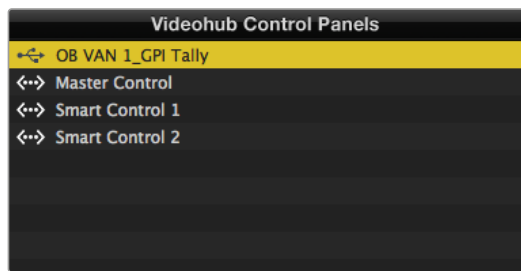 Videohub Control Panels
OB VAN 1_GPI Tally
Master Control
Smart Control 1
Smart Control 2